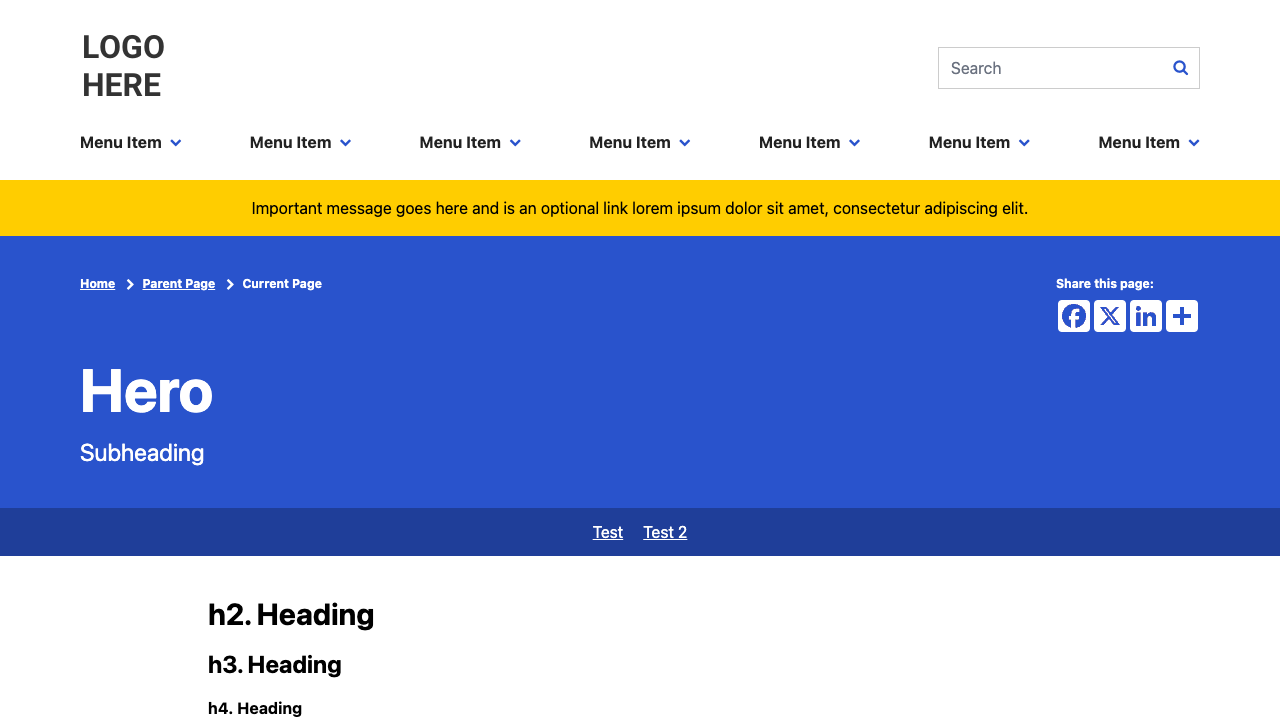 LOGO
HERE
Search
Menu Item Menu Item Menu Item Menu Item Menu Item Menu Item Menu Item
Important message goes here and is an optional link lorem ipsum dolor sit amet, consectetur adipiscing elit.
Home Parent Page Current Page
Share this page:
Hero
Subheading
Test Test 2
h2. Heading
h3. Heading
h4. Heading